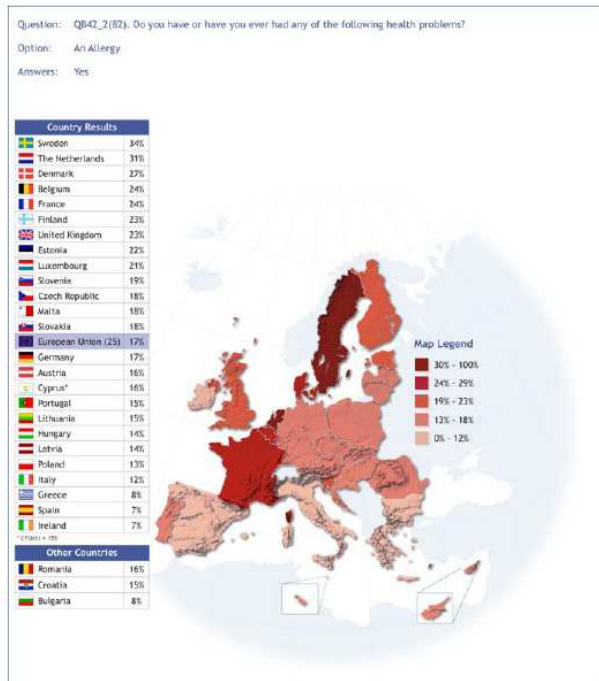 Question: QB42_2(82). Do you have or have you ever had any of the following health problems?
Option: An Allergy
Answers: Yes
Country Results
Sweden 34%
The Netherlands 31%
Denmark 27%
Belgium 24%
France 24%
Finland 23%
United Kingdom 23%
Estonia 22%
Luxembourg 21%
Slovenia 19%
Czech Republic 18%
Malta 18%
Slovakia 18%
European Union (25) 17%
Germany 17%
Austria 16%
Cyprus* 16%
Portugal 15%
Lithuania 15%
Hungary 14%
Latvia 14%
Poland 13%
Italy 12%
Greece 8%
Spain 7%
Ireland 7%
Other Countries
Romania 16%
Croatia 15%
Bulgaria 8%
Map Legend
30% - 100%
24% - 29%
19% - 23%
13% - 18%
0% - 12%